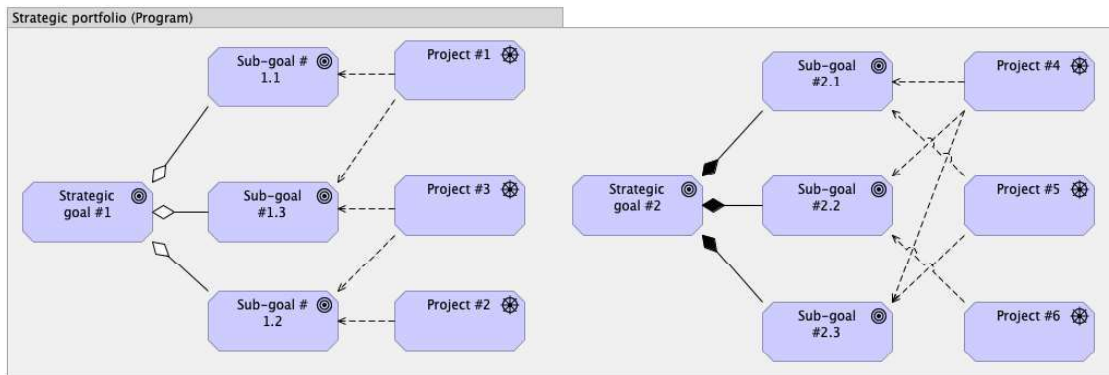 Strategic portfolio (Program)
Sub-goal #
1.1
Project #1
Strategic
goal #1
Sub-goal
#1.3
Project #3
Sub-goal #
1.2
Project #2
Sub-goal
#2.1
Project #4
Strategic
goal #2
Sub-goal
#2.2
Project #5
Sub-goal
#2.3
Project #6